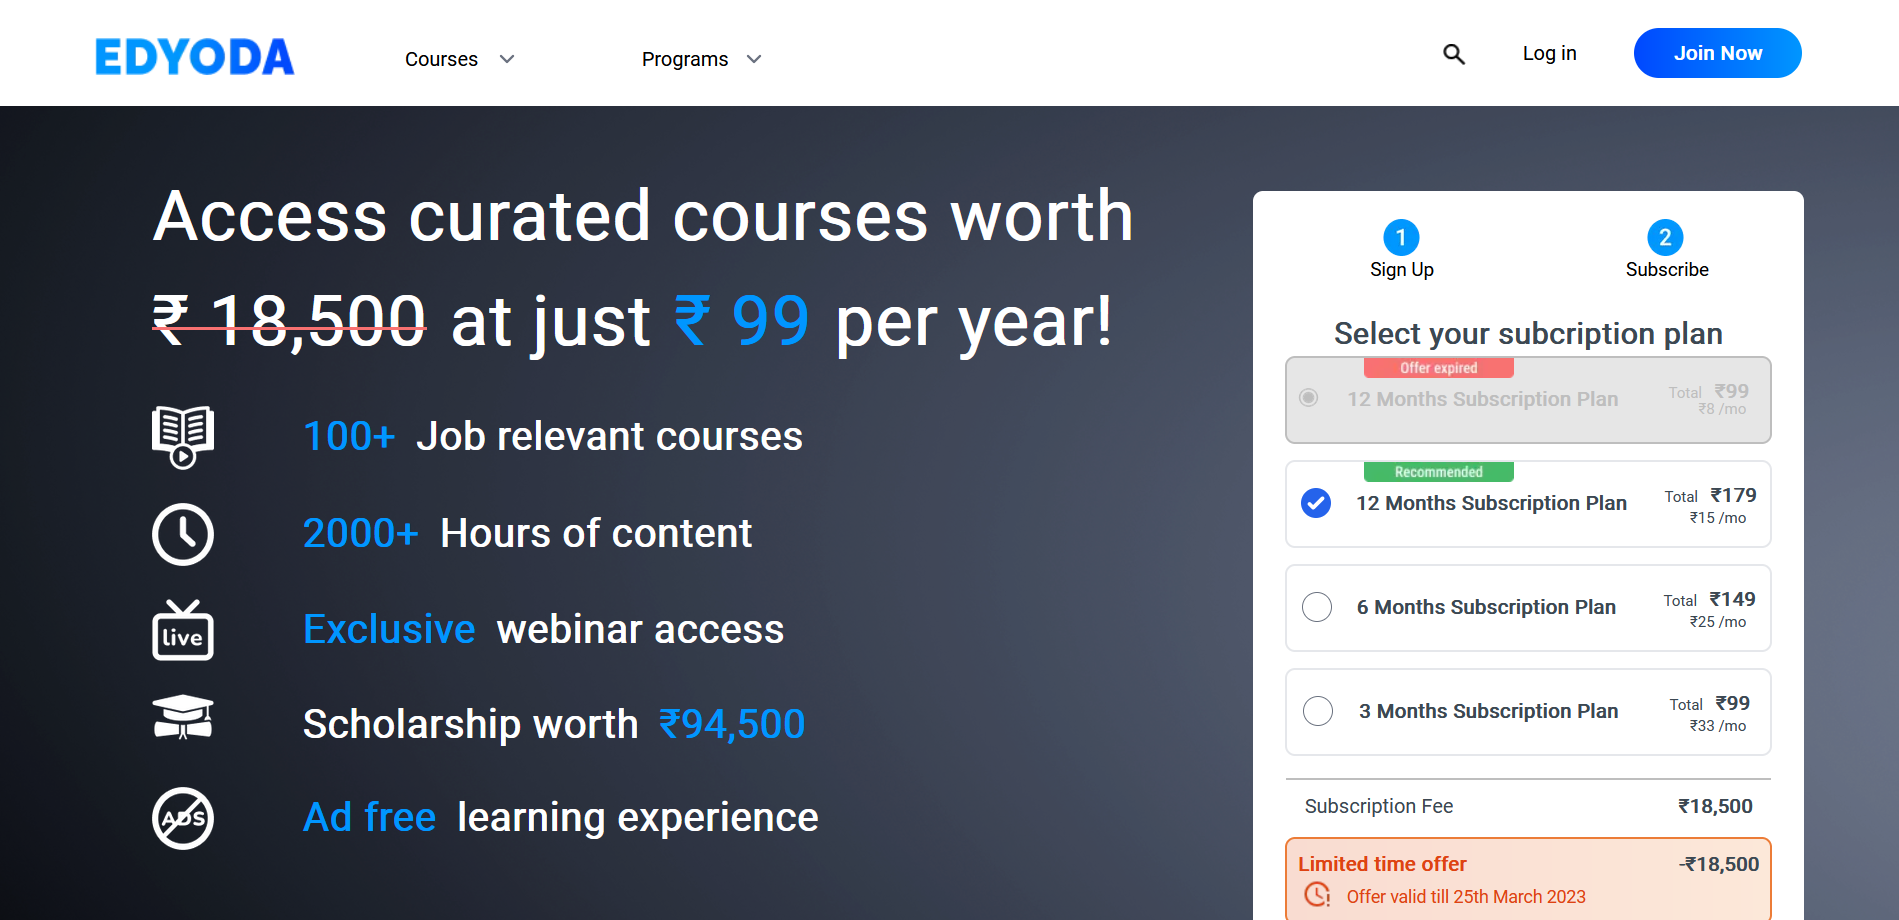 EDYODA
Courses
Programs
Log in
Join Now
Access curated courses worth
₹ 18,500 at just ₹ 99 per year!
100+ Job relevant courses
2000+ Hours of content
live
Exclusive webinar access
Scholarship worth ₹94,500
ADS
Ad free learning experience
1
Sign Up
2
Subscribe
Select your subcription plan
Offer expired
12 Months Subscription Plan
Total ₹99
₹8 /mo
Recommended
12 Months Subscription Plan
Total ₹179
₹15 /mo
6 Months Subscription Plan
Total ₹149
₹25 /mo
3 Months Subscription Plan
Total ₹99
₹33 /mo
Subscription Fee ₹18,500
Limited time offer -₹18,500
Offer valid till 25th March 2023